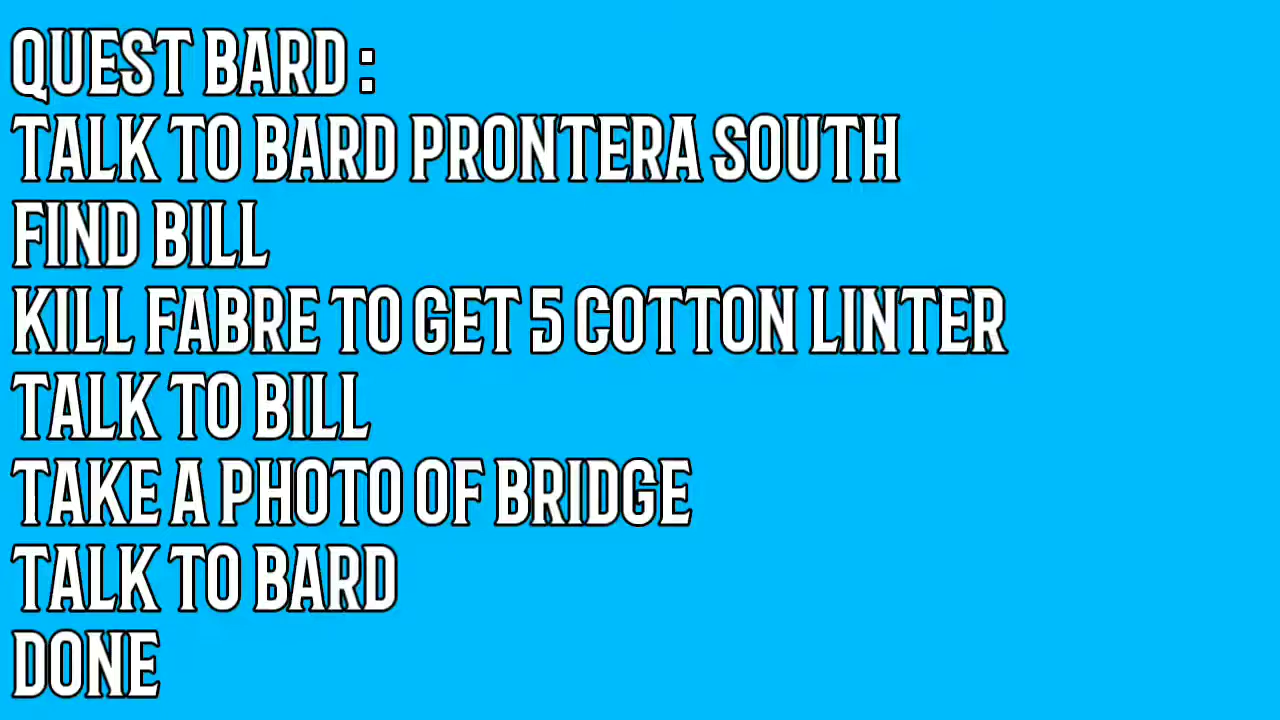 QUEST BARD :
TALK TO BARD PRONTERA SOUTH
FIND BILL
KILL FABRE TO GET 5 COTTON LINTER
TALK TO BILL
TAKE A PHOTO OF BRIDGE
TALK TO BARD
DONE